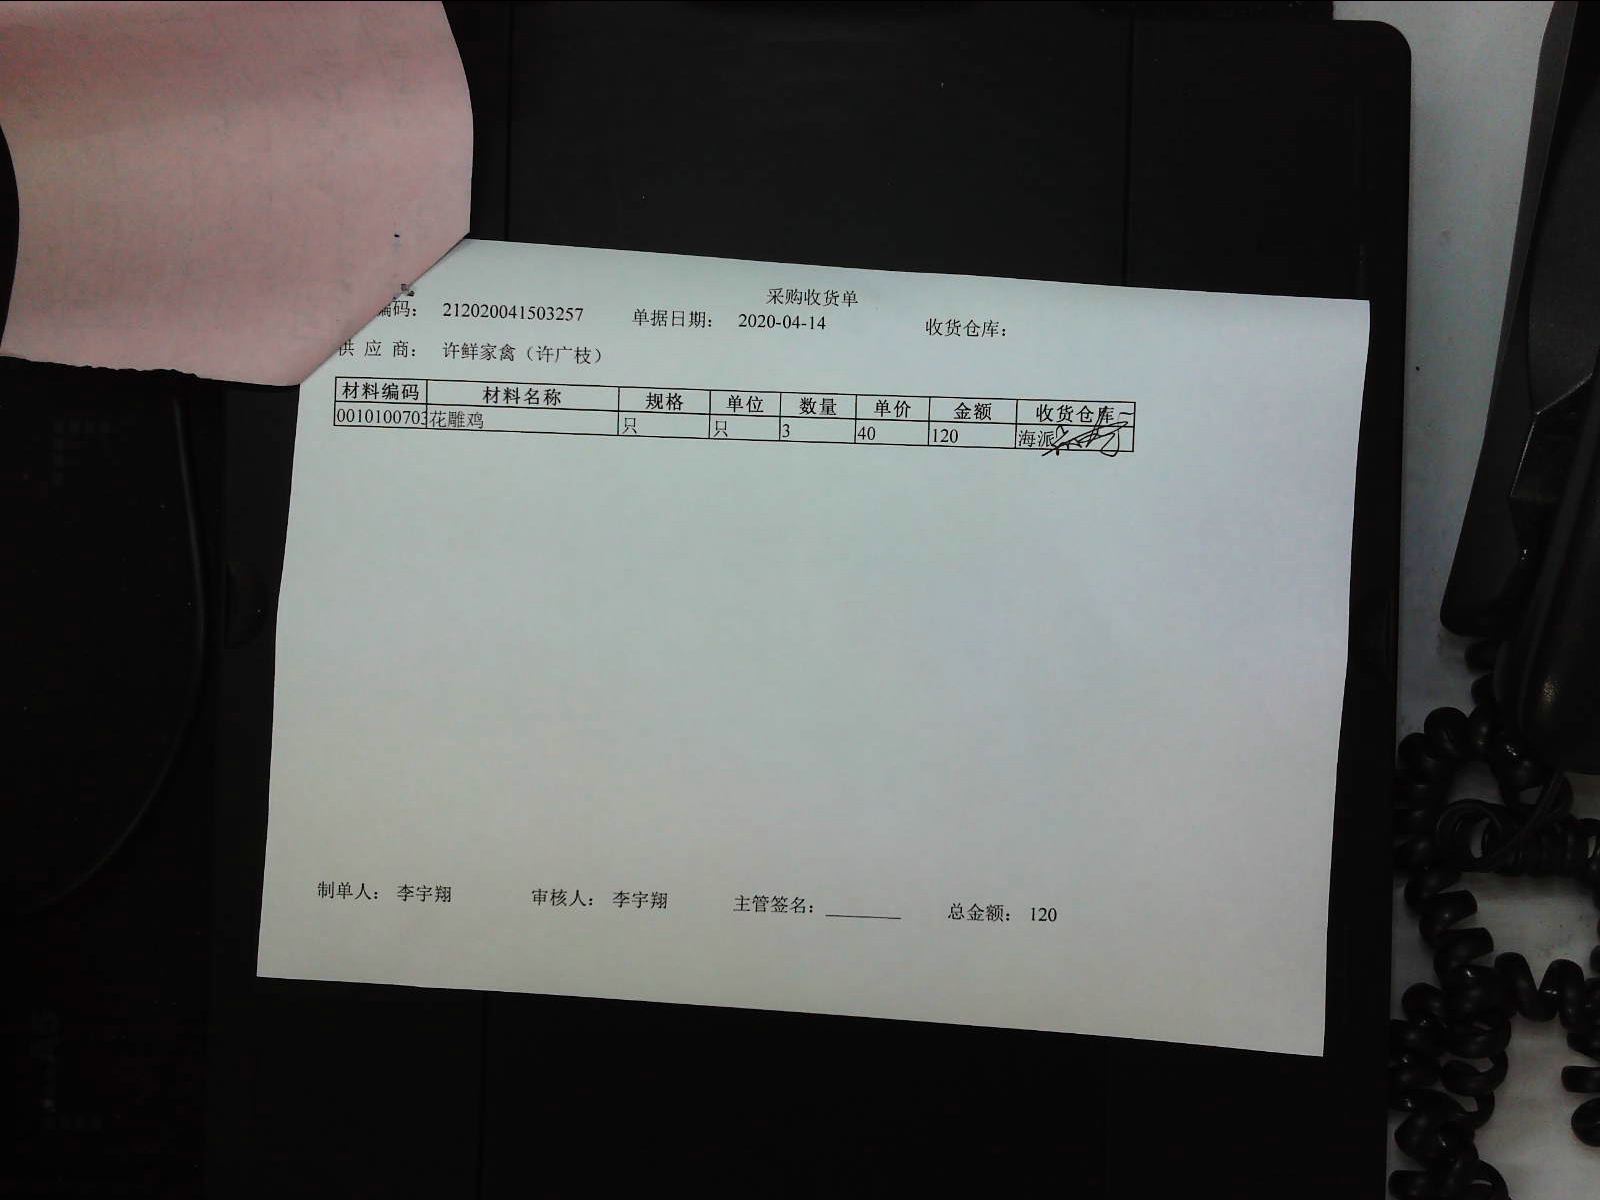 采购收货单
编码： 212020041503257 单据日期： 2020-04-14 收货仓库：
供 应 商： 许鲜家禽（许广枝）
材料编码 材料名称 规格 单位 数量 单价 金额 收货仓库
0010100703 花雕鸡 只 只 3 40 120 海派
制单人： 李宇翔 审核人： 李宇翔 主管签名： 总金额： 120